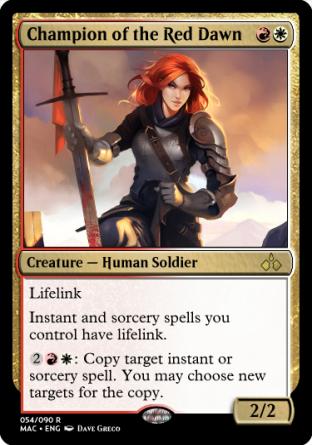 Champion of the Red Dawn
Creature — Human Soldier
Lifelink
Instant and sorcery spells you
control have lifelink.
2: Copy target instant or
sorcery spell. You may choose new
targets for the copy.
054/090 R
MAC • ENG Dave Greco
2/2